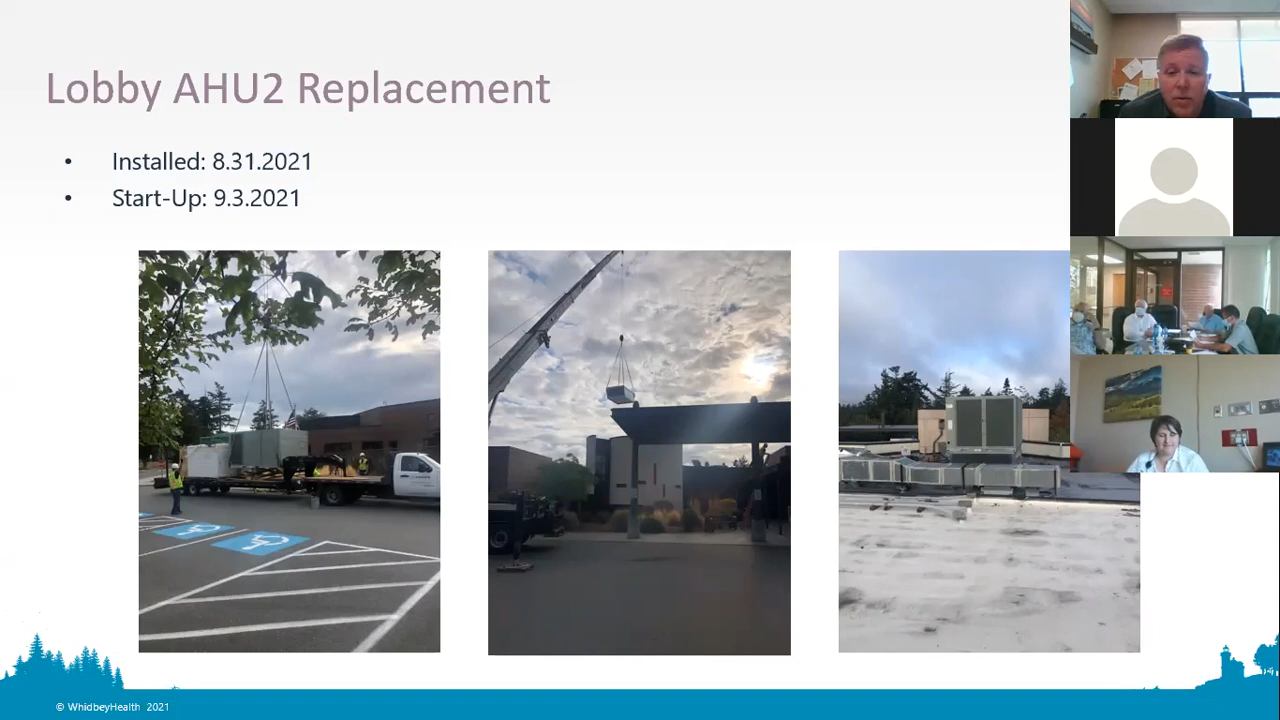 Lobby AHU2 Replacement
• Installed: 8.31.2021
• Start-Up: 9.3.2021
© WhidbeyHealth 2021